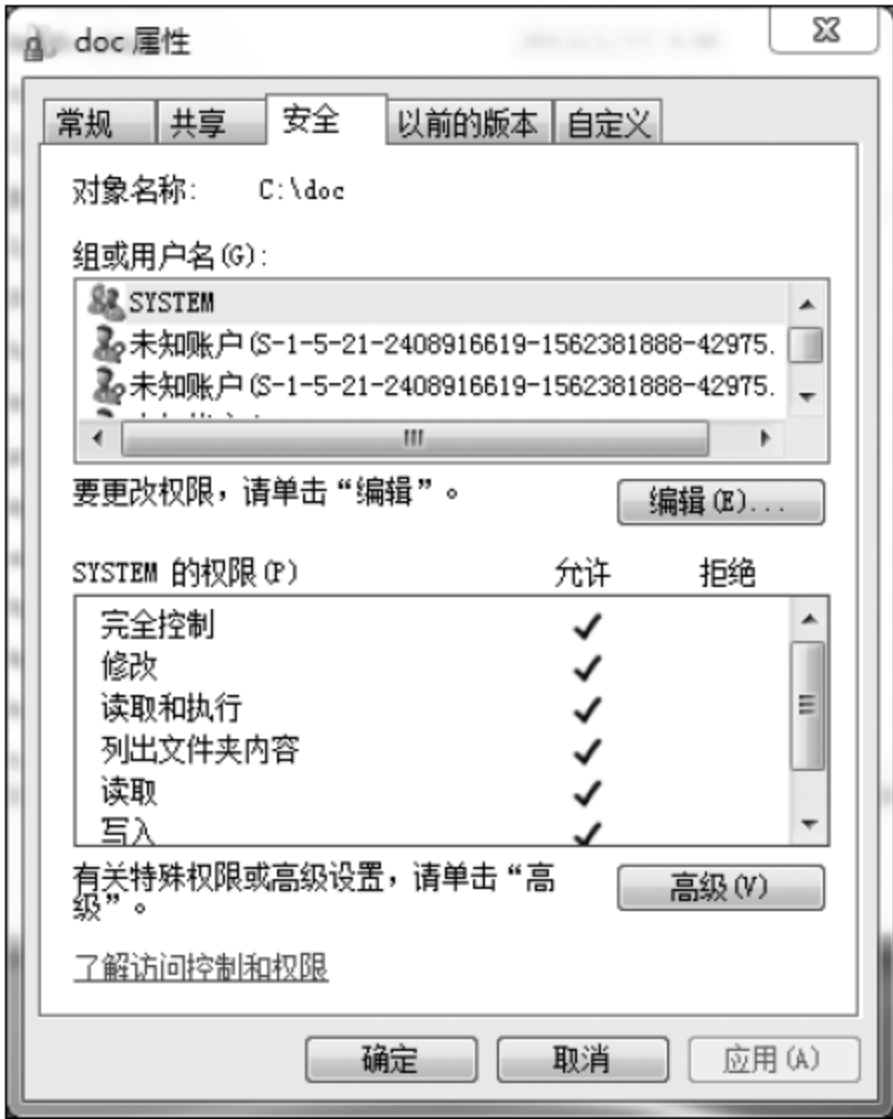 doc 属性
常规 共享 安全 以前的版本 自定义
对象名称: C:\doc
组或用户名(G):
SYSTEM
未知账户(S-1-5-21-2408916619-1562381888-42975.
未知账户(S-1-5-21-2408916619-1562381888-42975.
要更改权限，请单击“编辑”。 编辑(E)...
SYSTEM 的权限(P) 允许 拒绝
完全控制
修改
读取和执行
列出文件夹内容
读取
写入
有关特殊权限或高级设置，请单击“高
级”。 高级(V)
了解访问控制和权限
确定 取消 应用(A)